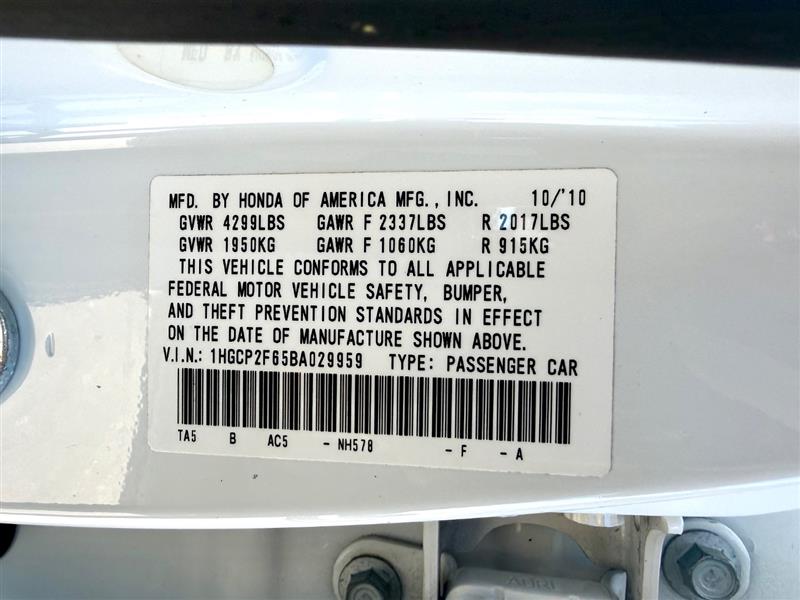 MFD. BY HONDA OF AMERICA MFG., INC. 10/'10
GVWR 4299LBS GAWR F 2337LBS R 2017LBS
GVWR 1950KG GAWR F 1060KG R 915KG
THIS VEHICLE CONFORMS TO ALL APPLICABLE
FEDERAL MOTOR VEHICLE SAFETY, BUMPER,
AND THEFT PREVENTION STANDARDS IN EFFECT
ON THE DATE OF MANUFACTURE SHOWN ABOVE.
V.I.N.: 1HGCP2F65BA029959 TYPE: PASSENGER CAR
TA5 B AC5 - NH578 - F - A